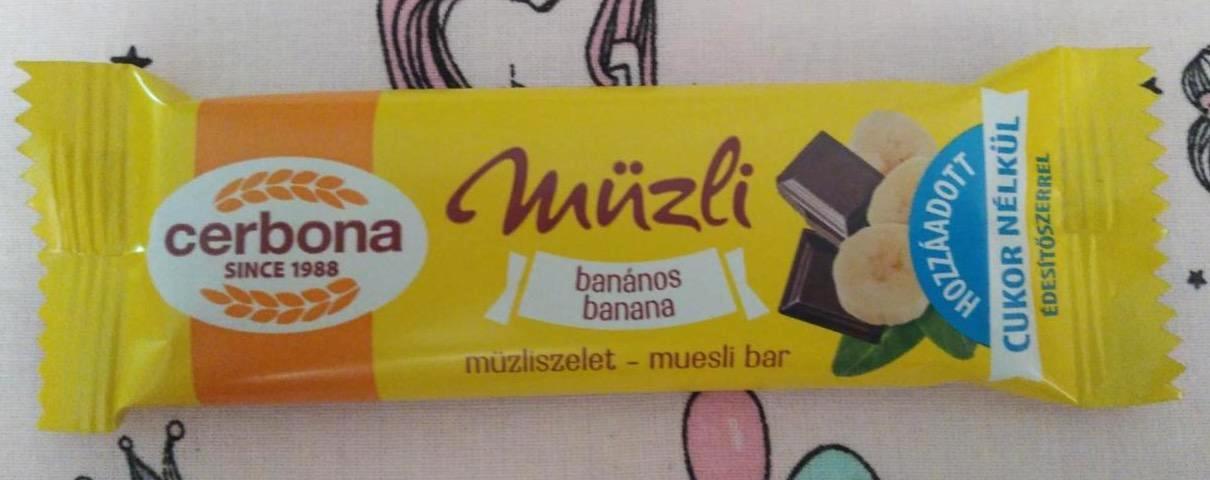 cerbona
SINCE 1988
müzli
banános
banana
müzliszelet - muesli bar
HOZZÁADOTT
CUKOR NÉLKÜL
ÉDESÍTŐSZERREL